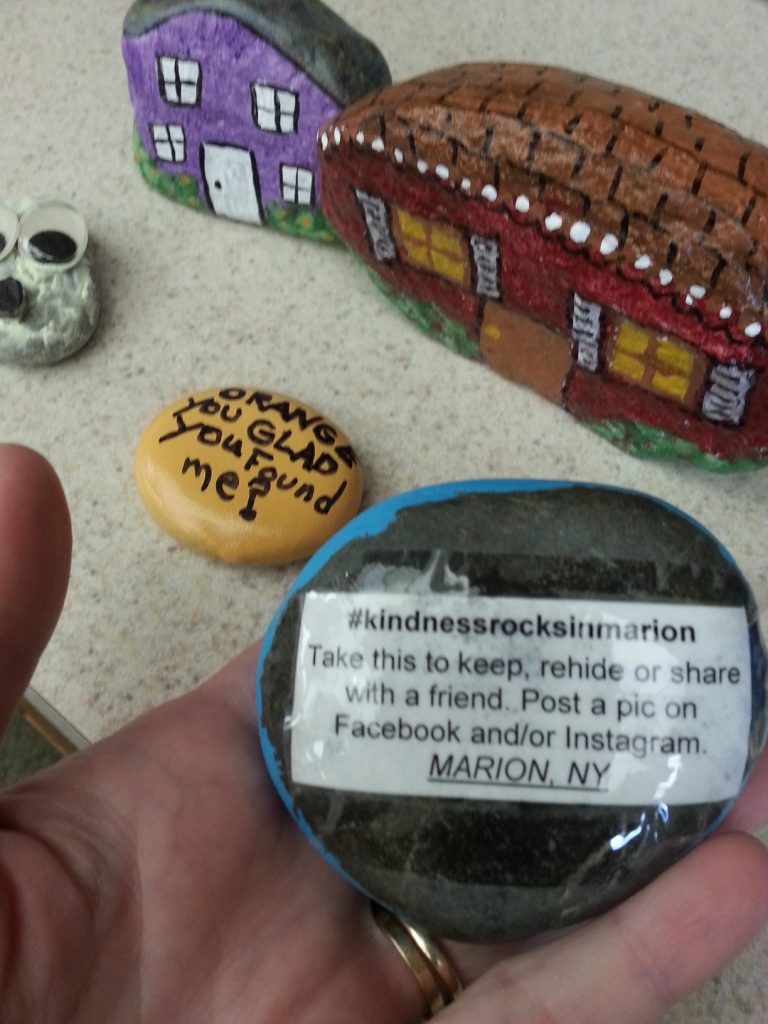 ORANGE
YOU GLAD
You Found
me!
#kindnessrocksinmarion
Take this to keep, rehide or share
with a friend. Post a pic on
Facebook and/or Instagram.
MARION, NY